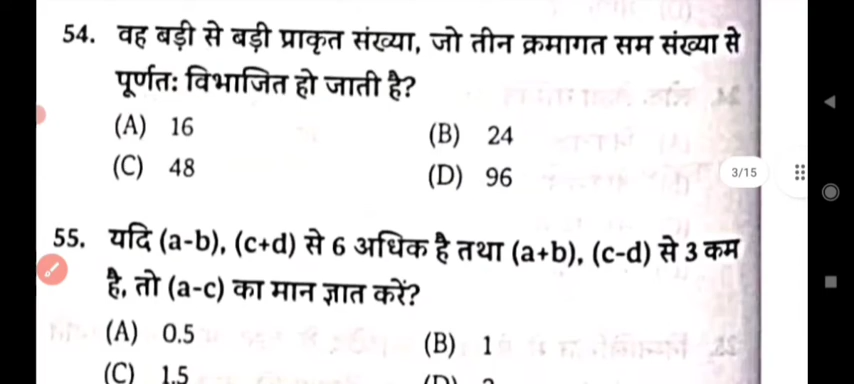 54. वह बड़ी से बड़ी प्राकृत संख्या, जो तीन क्रमागत सम संख्या से
पूर्णतः विभाजित हो जाती है?
(A) 16 (B) 24
(C) 48 (D) 96
3/15
55. यदि (a-b), (c+d) से 6 अधिक है तथा (a+b), (c-d) से 3 कम
है, तो (a-c) का मान ज्ञात करें?
(A) 0.5 (B) 1
(C) 1.5